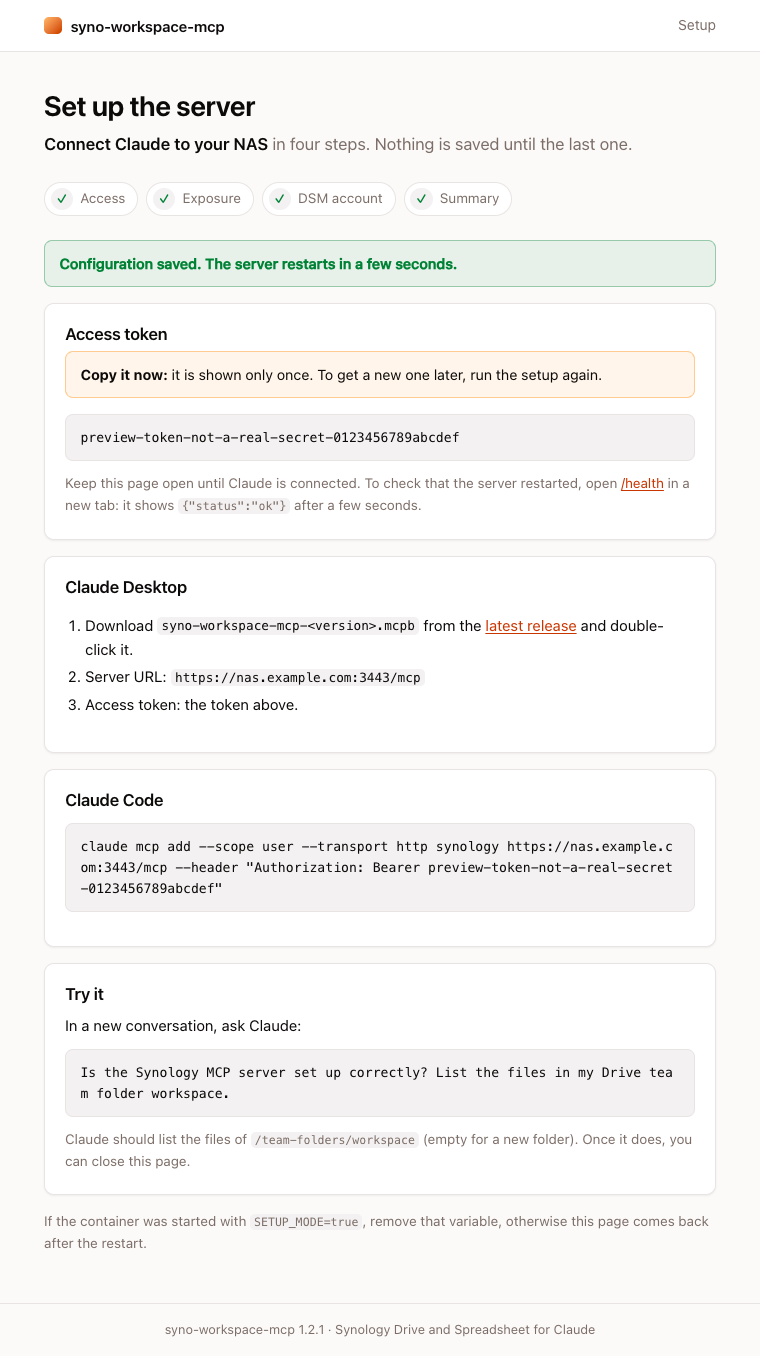 syno-workspace-mcp
Setup
Set up the server
Connect Claude to your NAS in four steps. Nothing is saved until the last one.
Access
Exposure
DSM account
Summary
Configuration saved. The server restarts in a few seconds.
Access token
Copy it now: it is shown only once. To get a new one later, run the setup again.
preview-token-not-a-real-secret-0123456789abcdef
Keep this page open until Claude is connected. To check that the server restarted, open /health in a
new tab: it shows {"status":"ok"} after a few seconds.
Claude Desktop
1. Download syno-workspace-mcp-<version>.mcpb from the latest release and double-
click it.
2. Server URL: https://nas.example.com:3443/mcp
3. Access token: the token above.
Claude Code
claude mcp add --scope user --transport http synology https://nas.example.c
om:3443/mcp --header "Authorization: Bearer preview-token-not-a-real-secret
-0123456789abcdef"
Try it
In a new conversation, ask Claude:
Is the Synology MCP server set up correctly? List the files in my Drive tea
m folder workspace.
Claude should list the files of /team-folders/workspace (empty for a new folder). Once it does, you
can close this page.
If the container was started with SETUP_MODE=true, remove that variable, otherwise this page comes back
after the restart.
syno-workspace-mcp 1.2.1 · Synology Drive and Spreadsheet for Claude